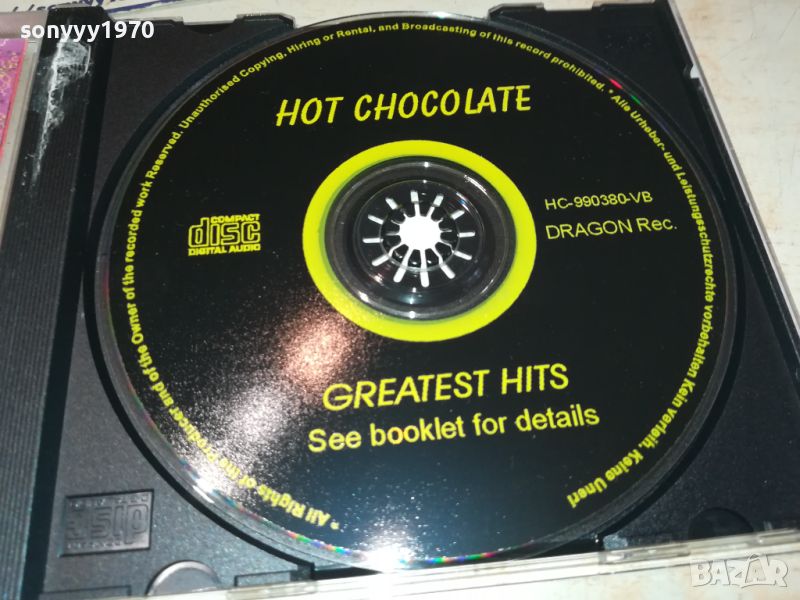 sonyyy1970
HOT CHOCOLATE
COMPACT
disc
DIGITAL AUDIO
HC-990380-VB
DRAGON Rec.
GREATEST HITS
See booklet for details
* All Rights of the Producer and of the Owner of the recorded work Reserved. Unauthorised Copying, Hiring or Rental, and Broadcasting of this record prohibited. * Alle Urheber- und Leistungsschutzrechte vorbehalten Kein verleih. Keine Unerl
disc
BAZAR